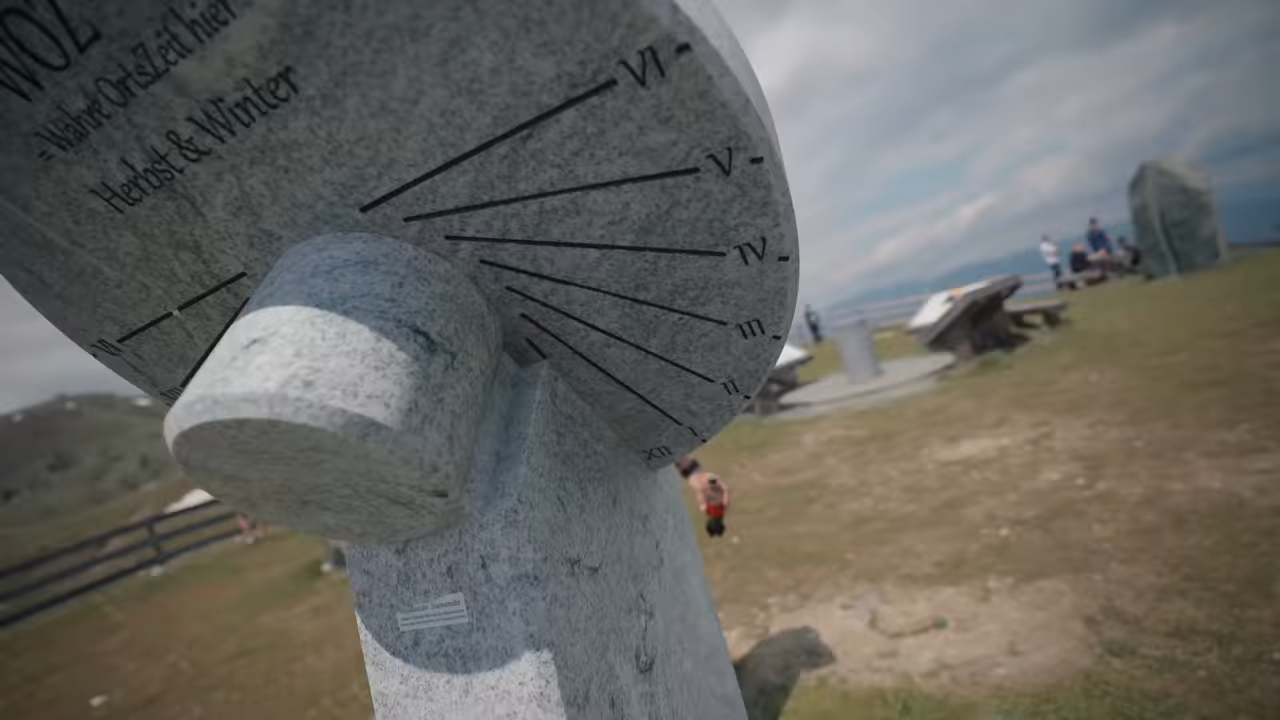 WOZ
= Wahre OrtsZeit hier
Herbst & Winter
VI
V
IV
III
II
I
XII